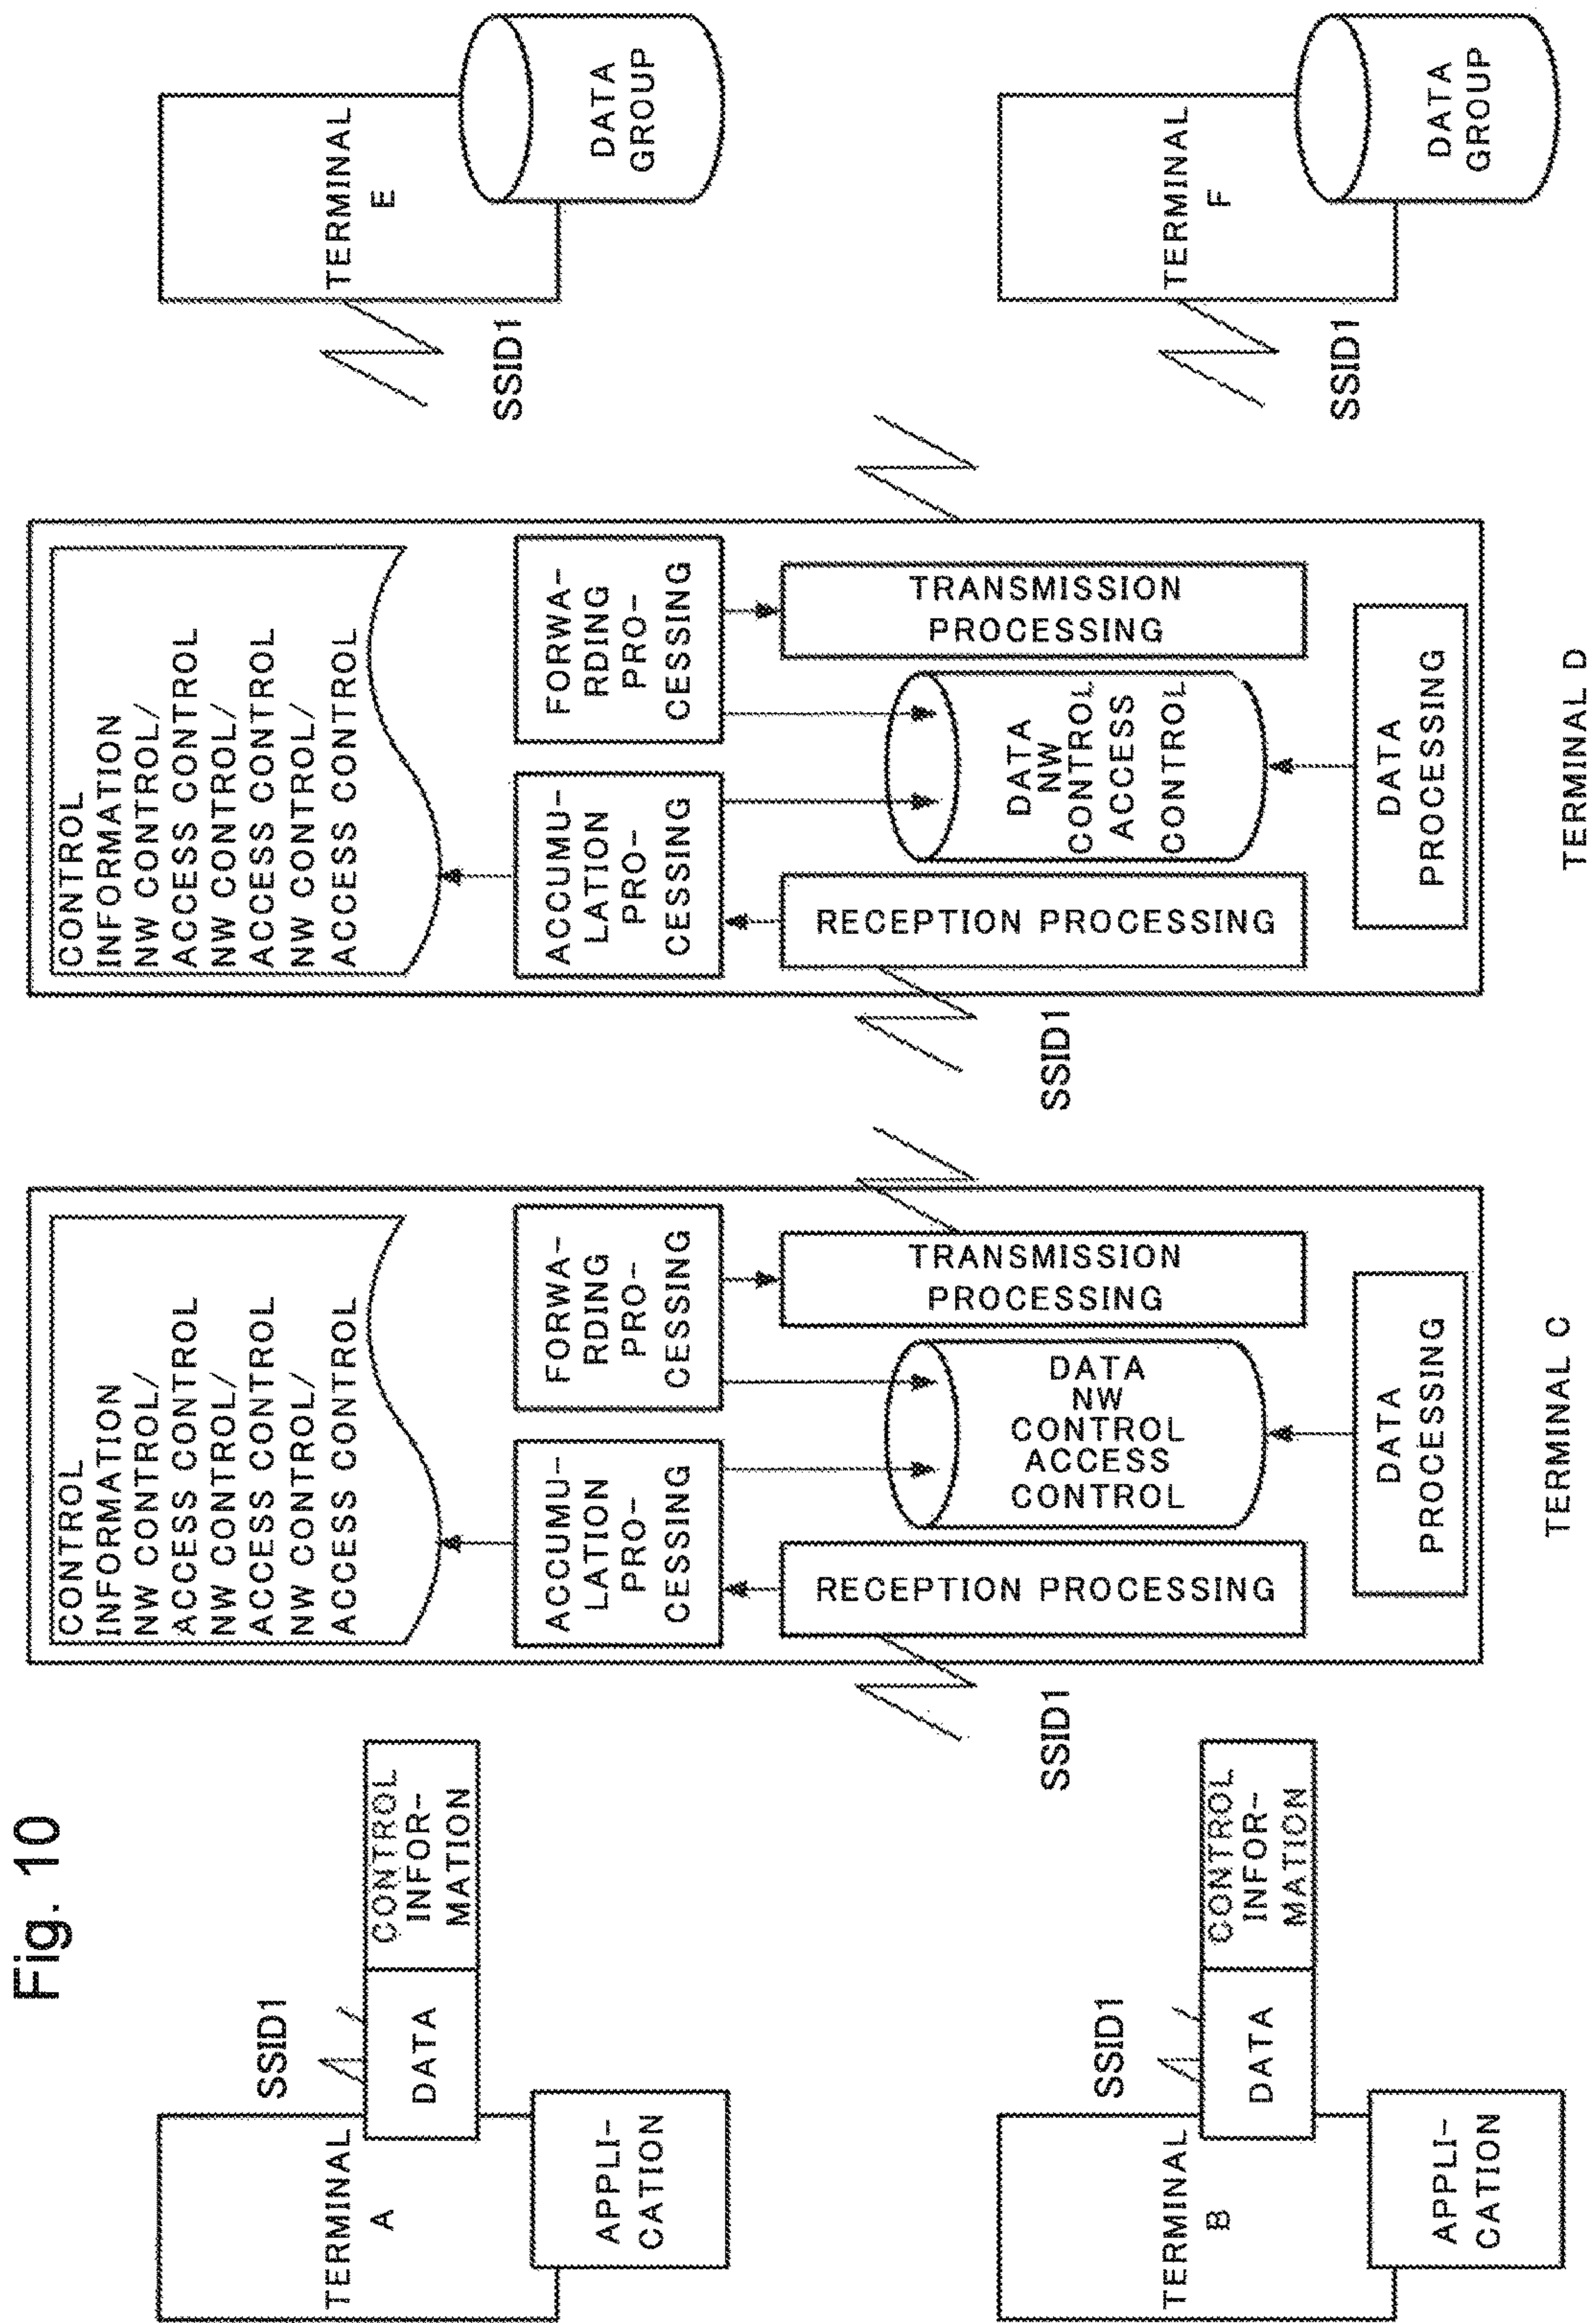 Fig. 10
TERMINAL
A
SSID1
DATA
CONTROL
INFOR-
MATION
APPLI-
CATION
TERMINAL
B
SSID1
DATA
CONTROL
INFOR-
MATION
APPLI-
CATION
SSID1
CONTROL
INFORMATION
NW CONTROL/
ACCESS CONTROL
NW CONTROL/
ACCESS CONTROL
NW CONTROL/
ACCESS CONTROL
ACCUMU-
LATION
PRO-
CESSING
FORWA-
RDING
PRO-
CESSING
RECEPTION PROCESSING
DATA
NW
CONTROL
ACCESS
CONTROL
TRANSMISSION
PROCESSING
DATA
PROCESSING
TERMINAL C
SSID1
CONTROL
INFORMATION
NW CONTROL/
ACCESS CONTROL
NW CONTROL/
ACCESS CONTROL
NW CONTROL/
ACCESS CONTROL
ACCUMU-
LATION
PRO-
CESSING
FORWA-
RDING
PRO-
CESSING
RECEPTION PROCESSING
DATA
NW
CONTROL
ACCESS
CONTROL
TRANSMISSION
PROCESSING
DATA
PROCESSING
TERMINAL D
TERMINAL
E
SSID1
DATA
GROUP
TERMINAL
F
SSID1
DATA
GROUP